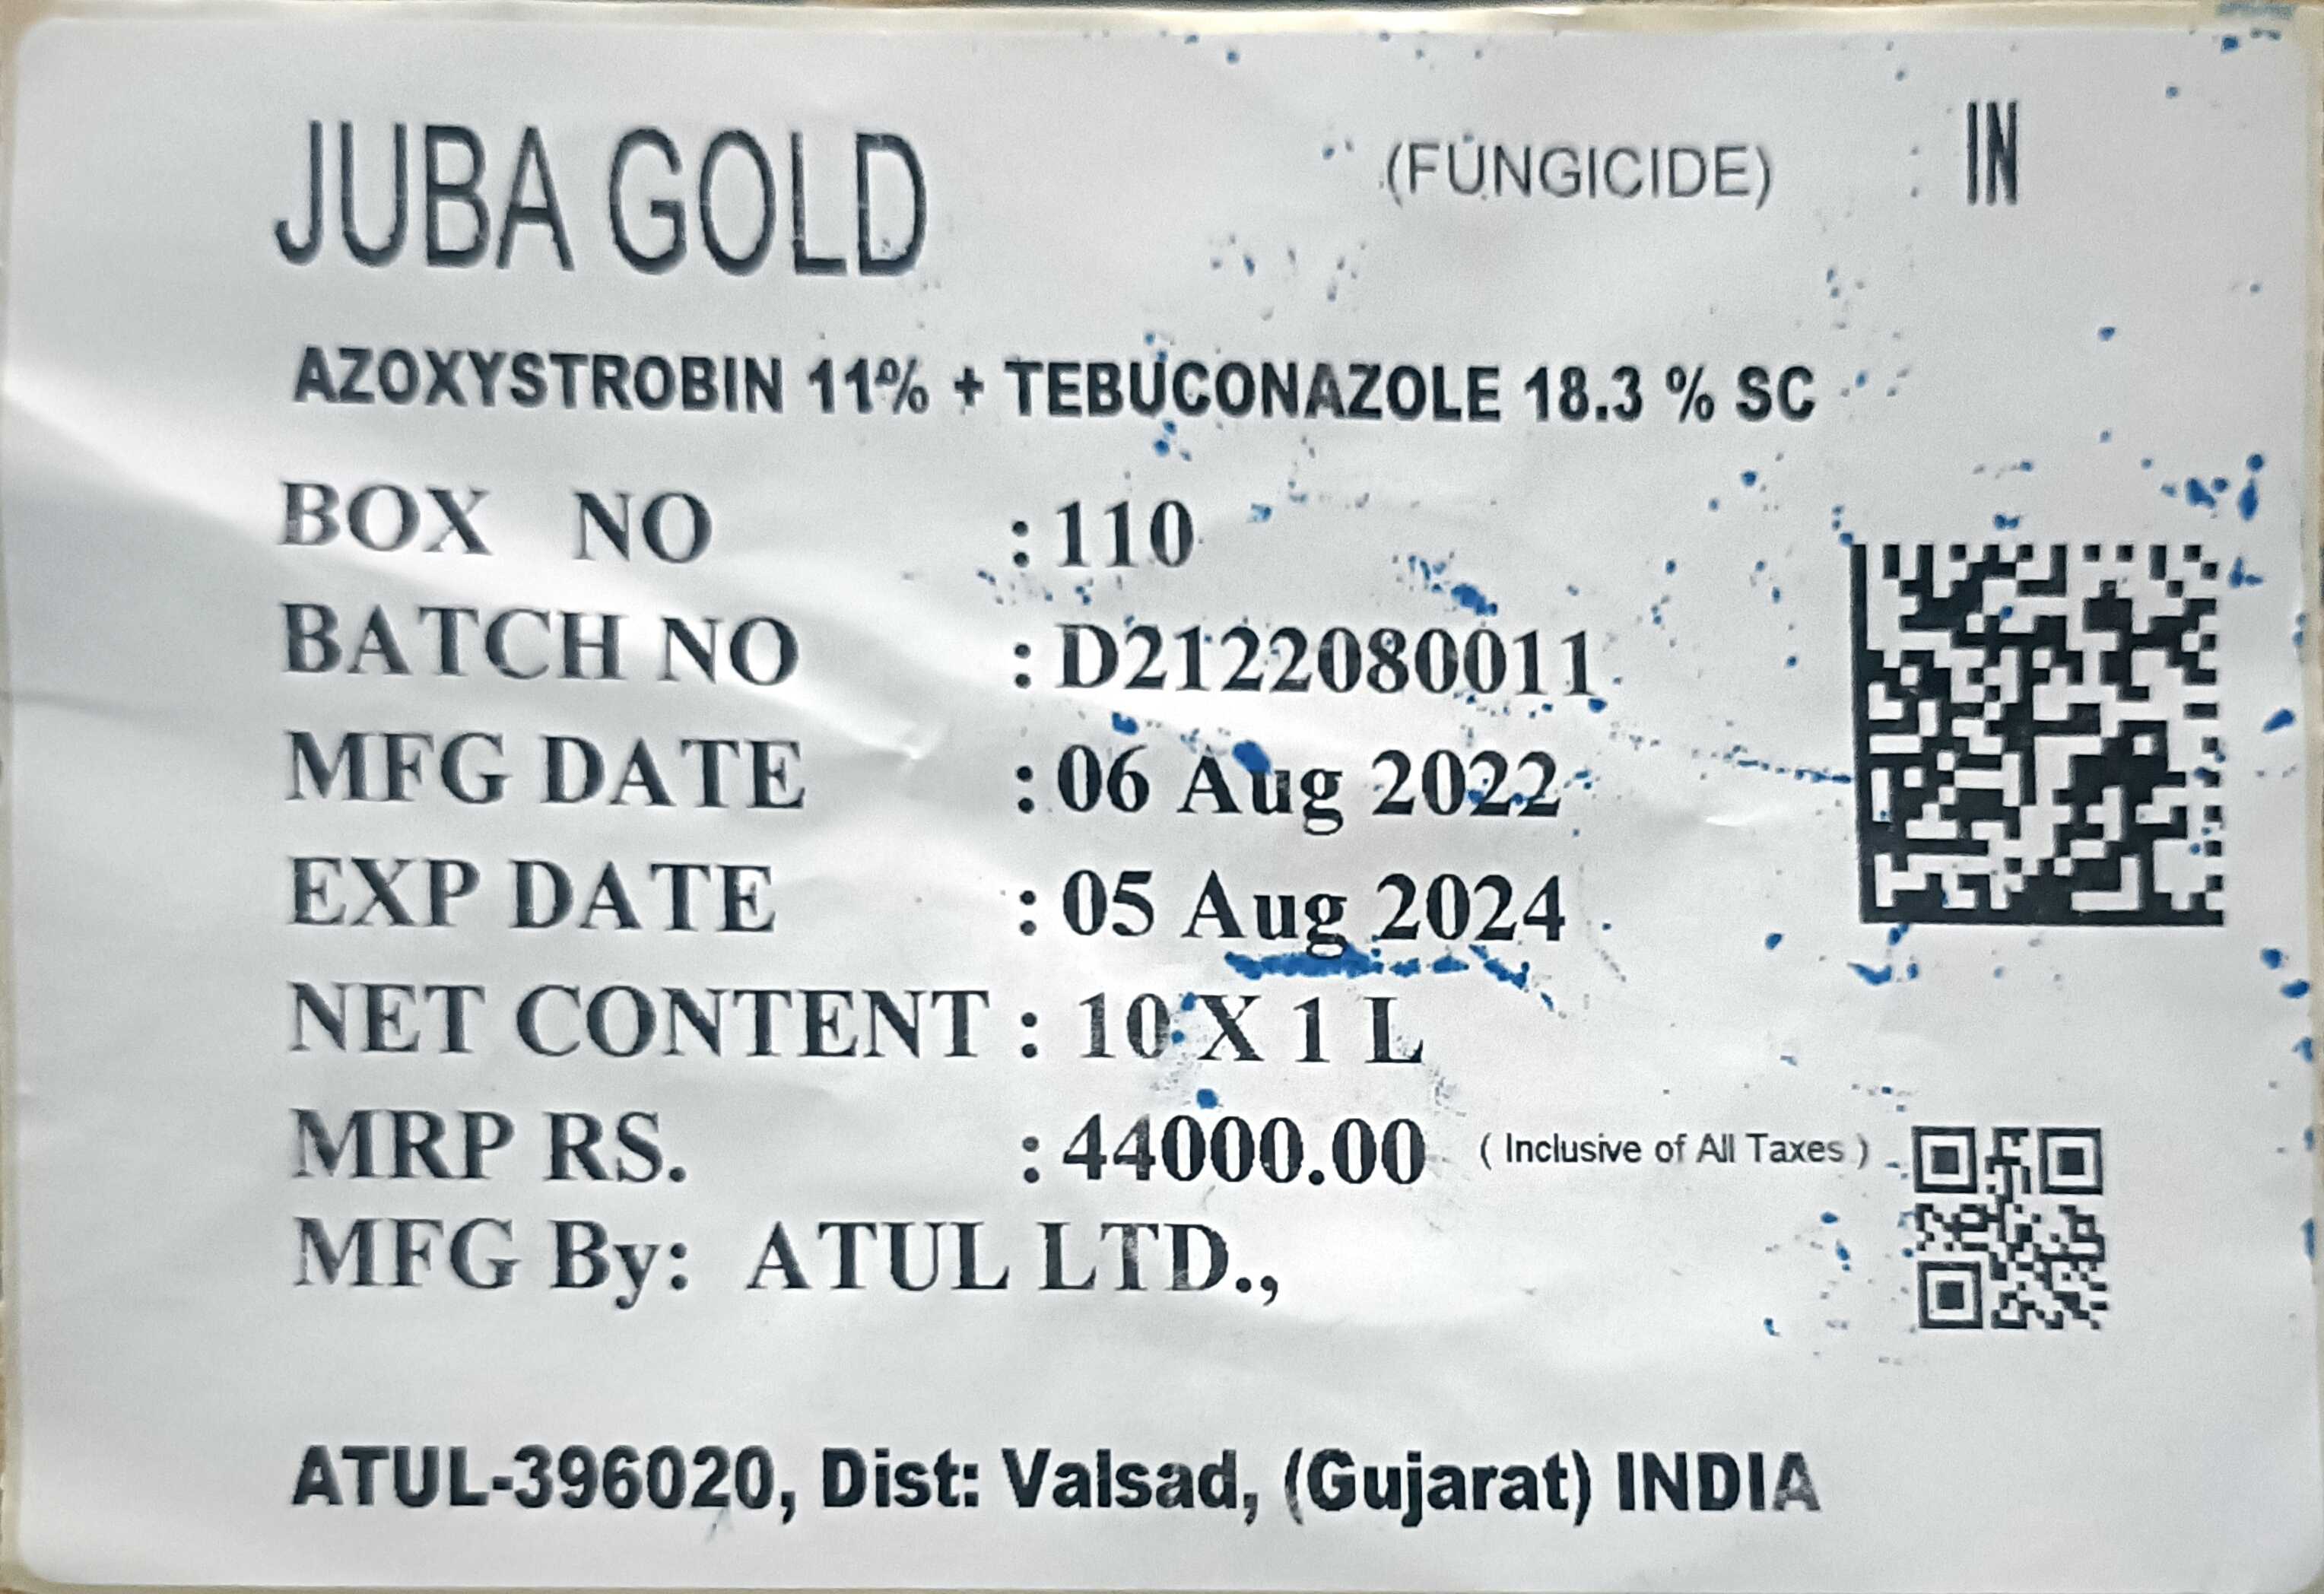 JUBA GOLD (FUNGICIDE) IN
AZOXYSTROBIN 11% + TEBUCONAZOLE 18.3 % SC
BOX NO : 110
BATCH NO : D2122080011
MFG DATE : 06 Aug 2022
EXP DATE : 05 Aug 2024
NET CONTENT : 10 X 1 L
MRP RS. : 44000.00 ( Inclusive of All Taxes )
MFG By: ATUL LTD.,
ATUL-396020, Dist: Valsad, (Gujarat) INDIA